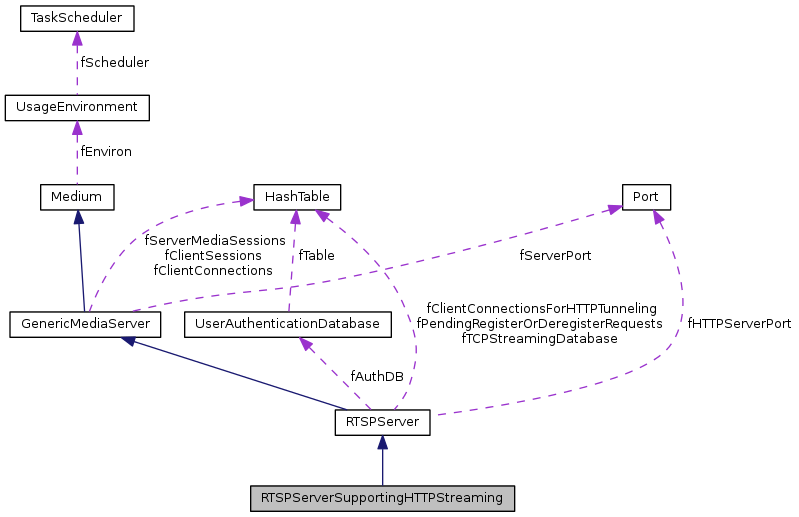 TaskScheduler
fScheduler
UsageEnvironment
fEnviron
Medium
HashTable
Port
fServerMediaSessions
fClientSessions
fClientConnections
fTable
fServerPort
GenericMediaServer
UserAuthenticationDatabase
fClientConnectionsForHTTPTunneling
fPendingRegisterOrDeregisterRequests
fTCPStreamingDatabase
fHTTPServerPort
fAuthDB
RTSPServer
RTSPServerSupportingHTTPStreaming